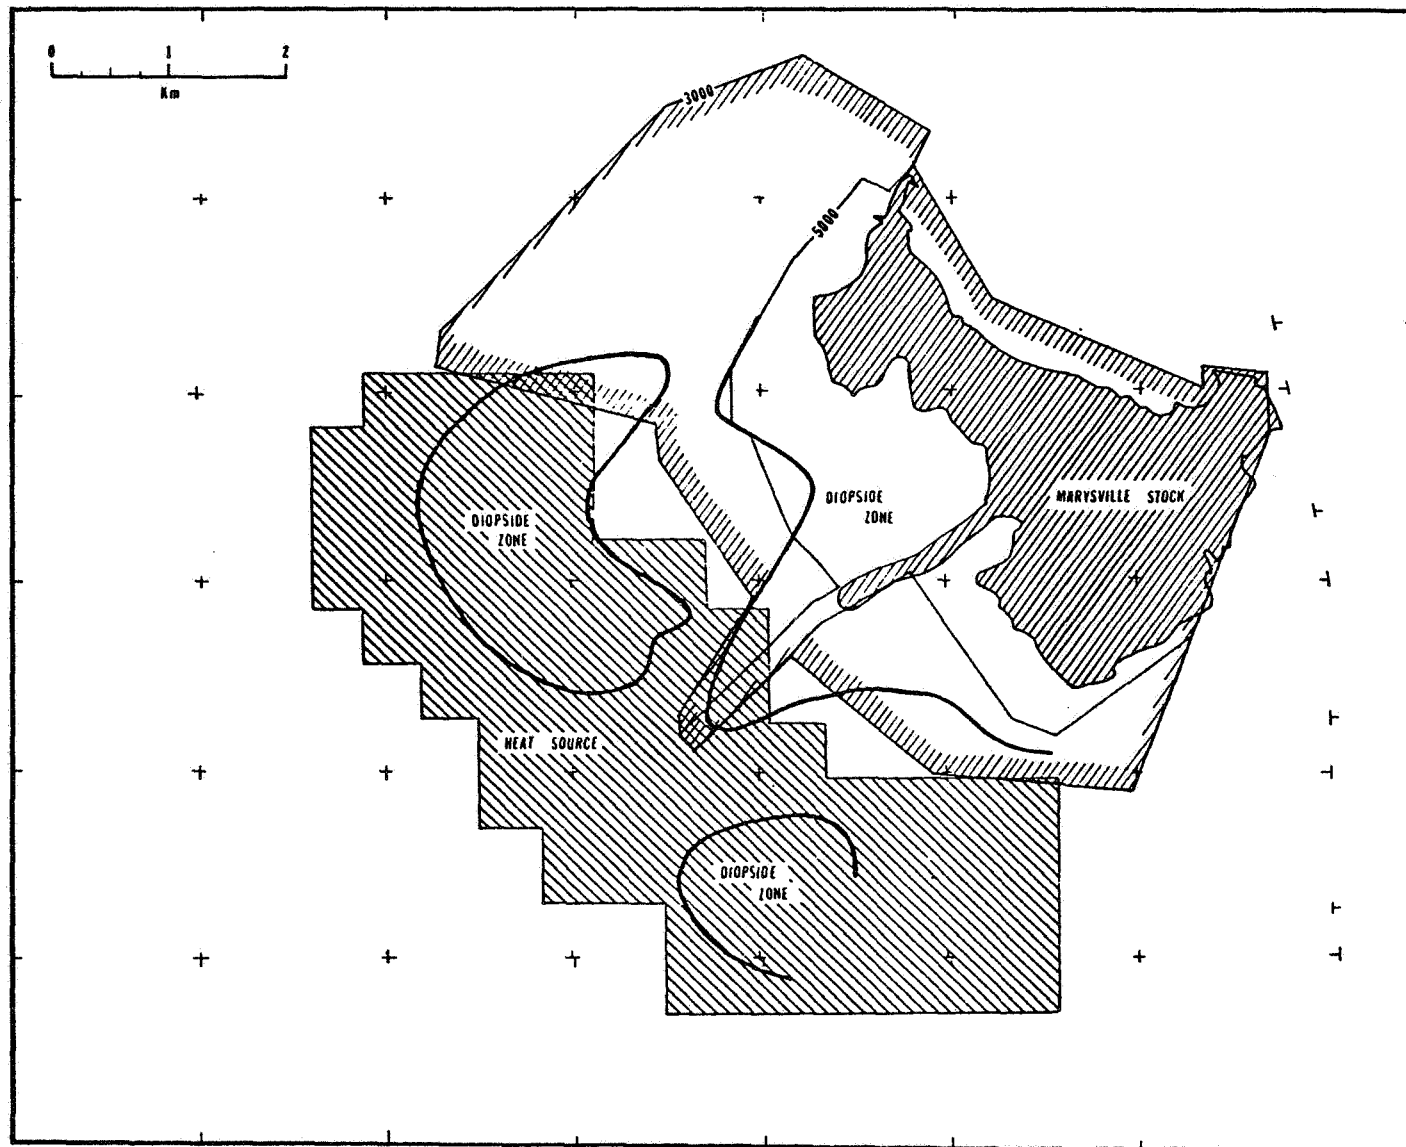 0 1 2
Km
3000
5000
DIOPSIDE
ZONE
MARYSVILLE STOCK
DIOPSIDE
ZONE
HEAT SOURCE
DIOPSIDE
ZONE